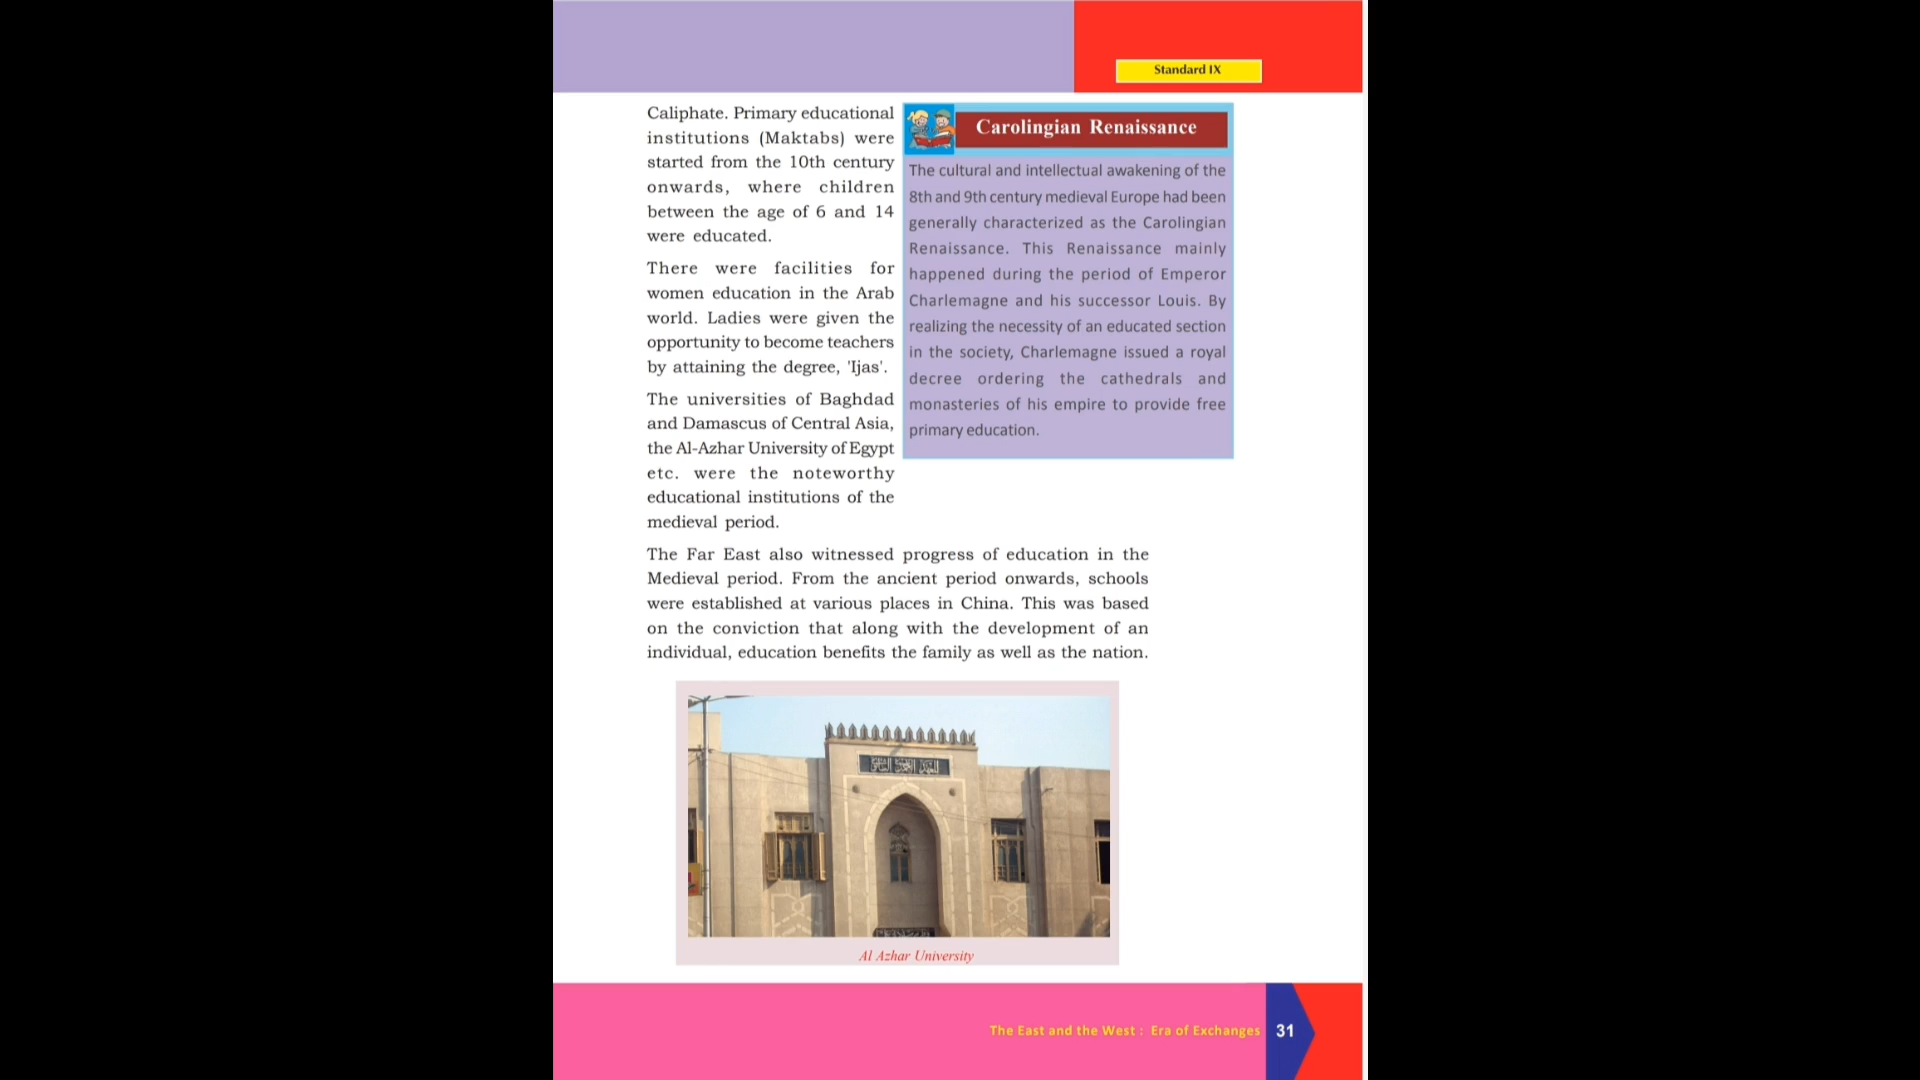 Standard IX
Caliphate. Primary educational
institutions (Maktabs) were
started from the 10th century
onwards, where children
between the age of 6 and 14
were educated.
There were facilities for
women education in the Arab
world. Ladies were given the
opportunity to become teachers
by attaining the degree, 'Ijas'.
The universities of Baghdad
and Damascus of Central Asia,
the Al-Azhar University of Egypt
etc. were the noteworthy
educational institutions of the
medieval period.
Carolingian Renaissance
The cultural and intellectual awakening of the
8th and 9th century medieval Europe had been
generally characterized as the Carolingian
Renaissance. This Renaissance mainly
happened during the period of Emperor
Charlemagne and his successor Louis. By
realizing the necessity of an educated section
in the society, Charlemagne issued a royal
decree ordering the cathedrals and
monasteries of his empire to provide free
primary education.
The Far East also witnessed progress of education in the
Medieval period. From the ancient period onwards, schools
were established at various places in China. This was based
on the conviction that along with the development of an
individual, education benefits the family as well as the nation.
Al Azhar University
The East and the West : Era of Exchanges
31